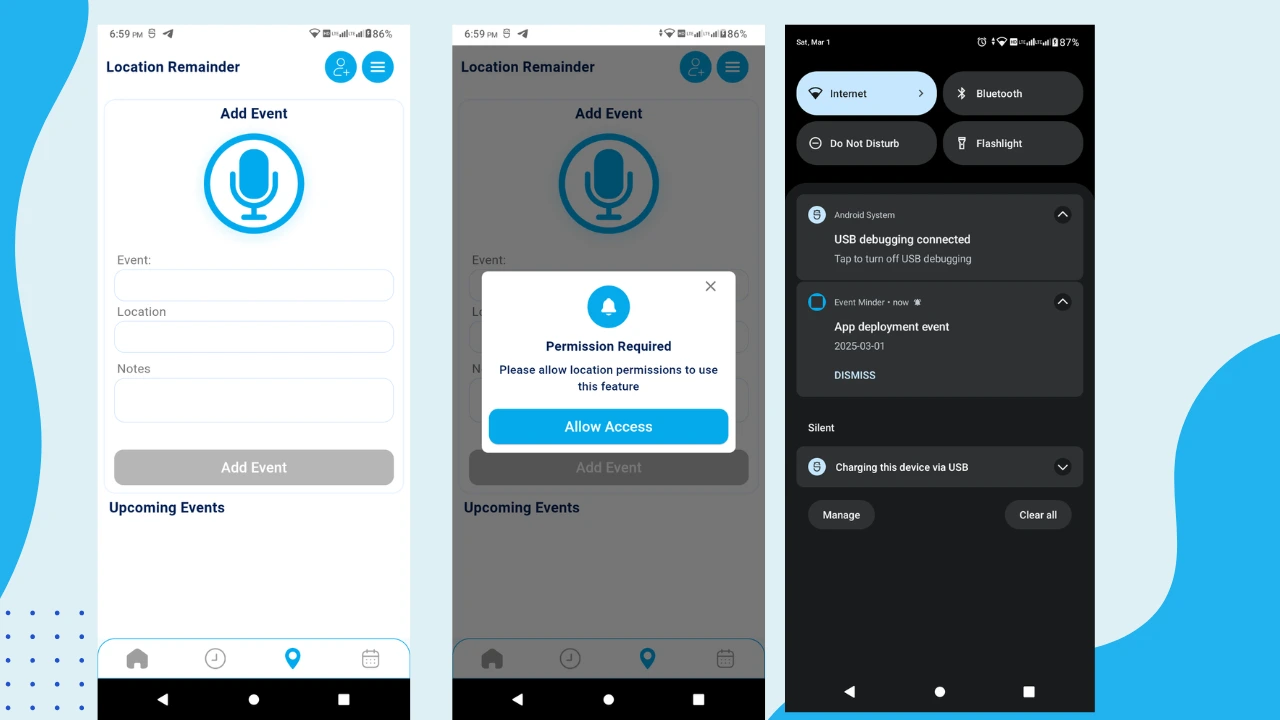 6:59 PM
86%
Location Remainder
Add Event
Event:
Location
Notes
Add Event
Upcoming Events
6:59 PM
86%
Location Remainder
Add Event
Event:
Permission Required
Please allow location permissions to use
this feature
Allow Access
Add Event
Upcoming Events
Sat, Mar 1
87%
Internet
Bluetooth
Do Not Disturb
Flashlight
Android System
USB debugging connected
Tap to turn off USB debugging
Event Minder • now
App deployment event
2025-03-01
DISMISS
Silent
Charging this device via USB
Manage
Clear all